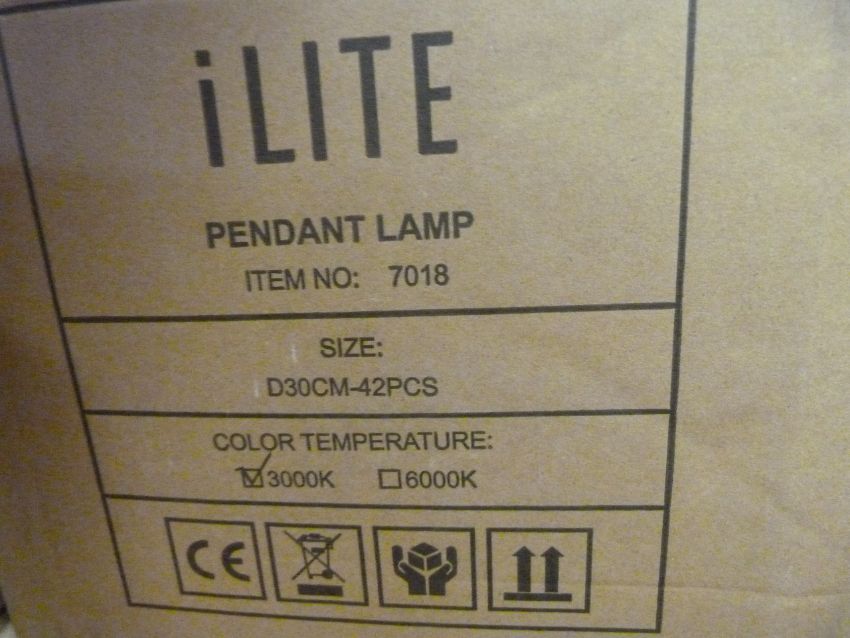 iLITE
PENDANT LAMP
ITEM NO: 7018
SIZE:
D30CM-42PCS
COLOR TEMPERATURE:
☑3000K ☐6000K
CE